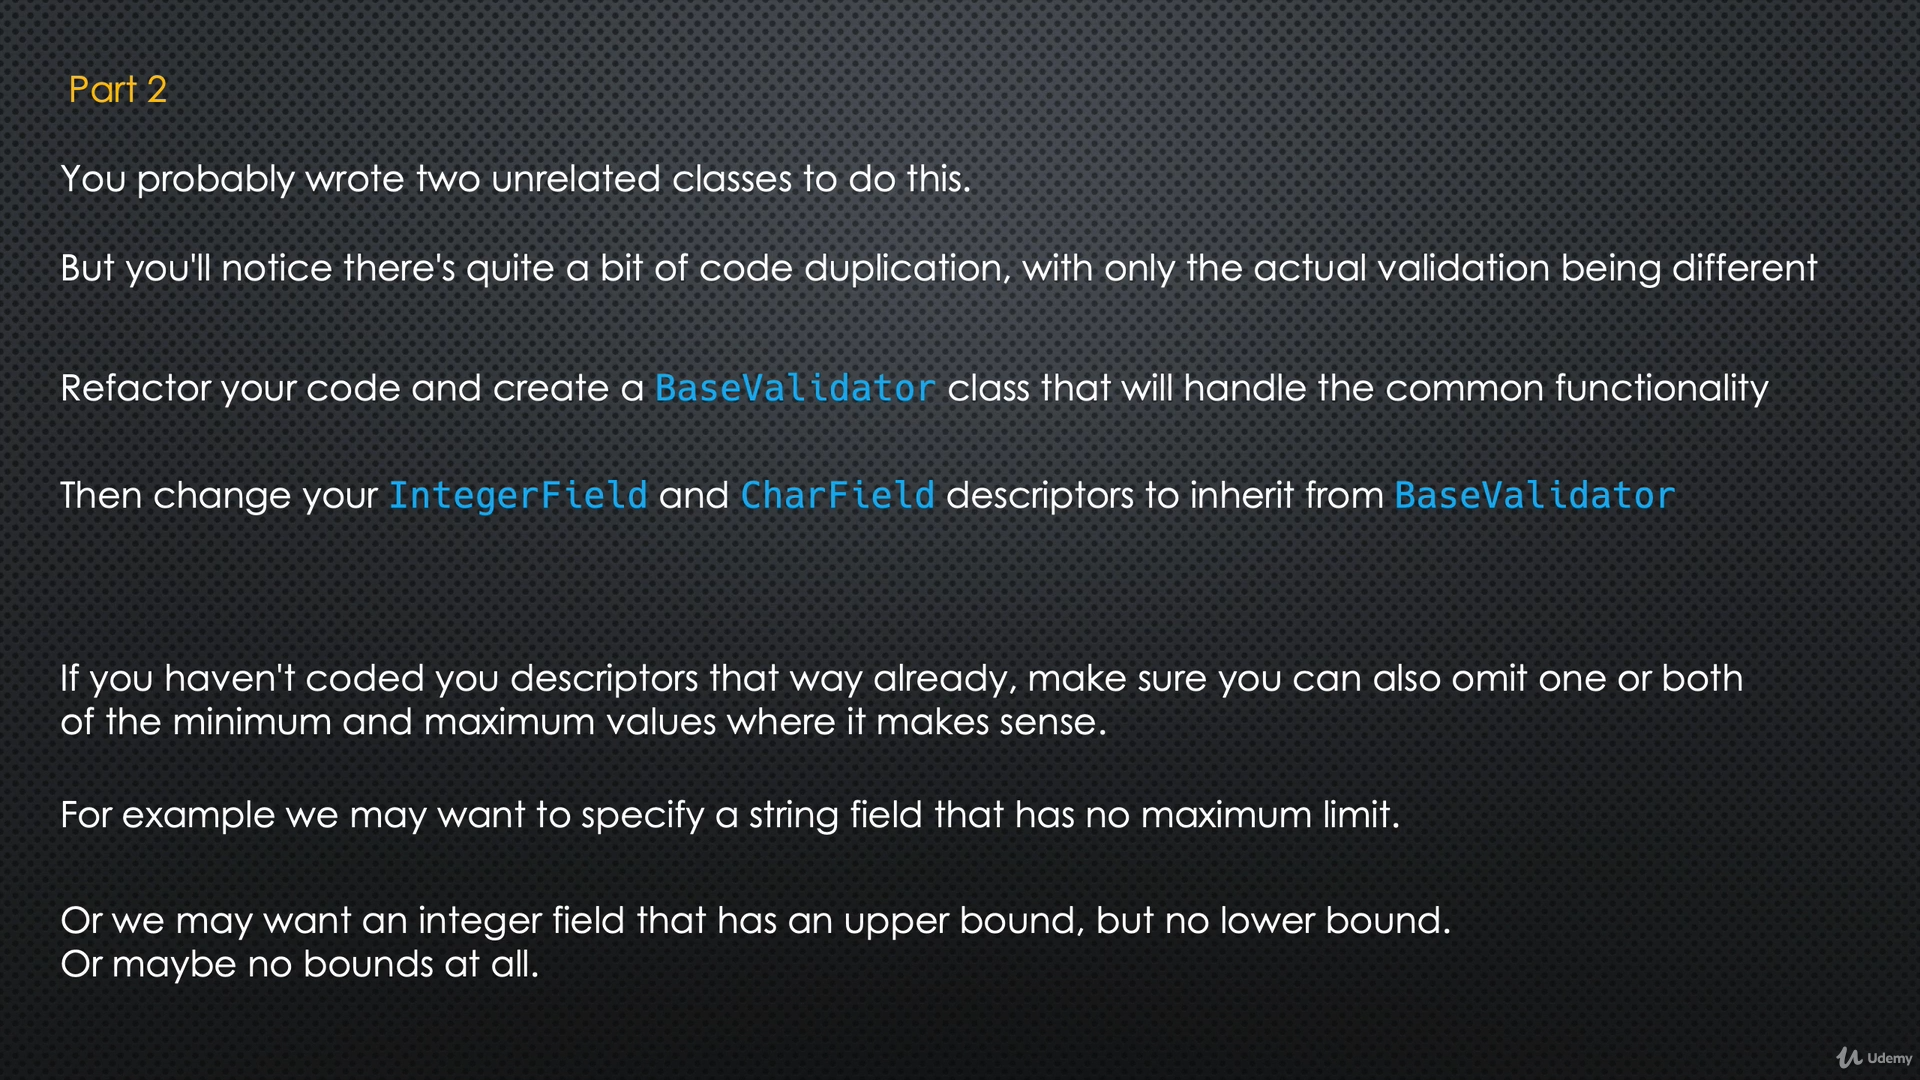 Part 2
You probably wrote two unrelated classes to do this.
But you'll notice there's quite a bit of code duplication, with only the actual validation being different
Refactor your code and create a BaseValidator class that will handle the common functionality
Then change your IntegerField and CharField descriptors to inherit from BaseValidator
If you haven't coded you descriptors that way already, make sure you can also omit one or both
of the minimum and maximum values where it makes sense.
For example we may want to specify a string field that has no maximum limit.
Or we may want an integer field that has an upper bound, but no lower bound.
Or maybe no bounds at all.
Udemy